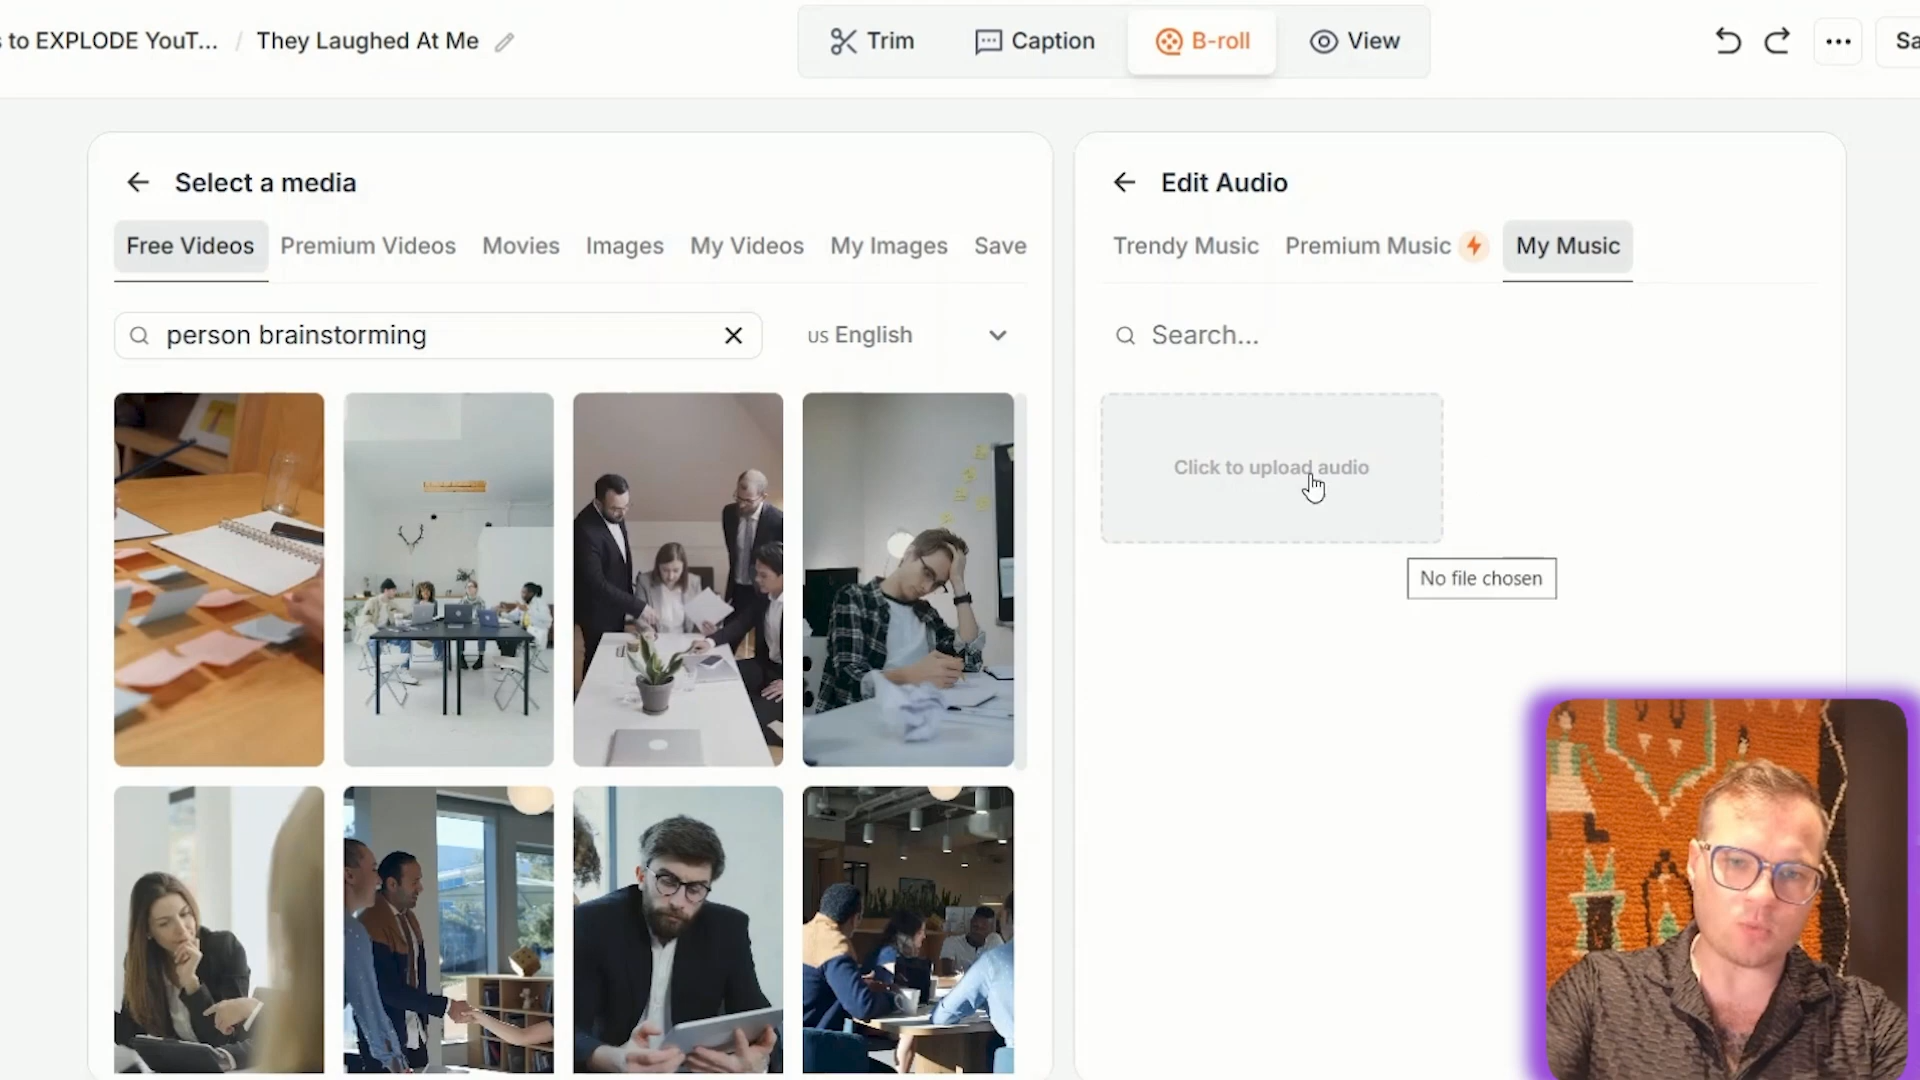 s to EXPLODE YouT... / They Laughed At Me
Trim
Caption
B-roll
View
Sa
Select a media
Free Videos
Premium Videos
Movies
Images
My Videos
My Images
Save
person brainstorming
US English
Edit Audio
Trendy Music
Premium Music
My Music
Search...
Click to upload audio
No file chosen